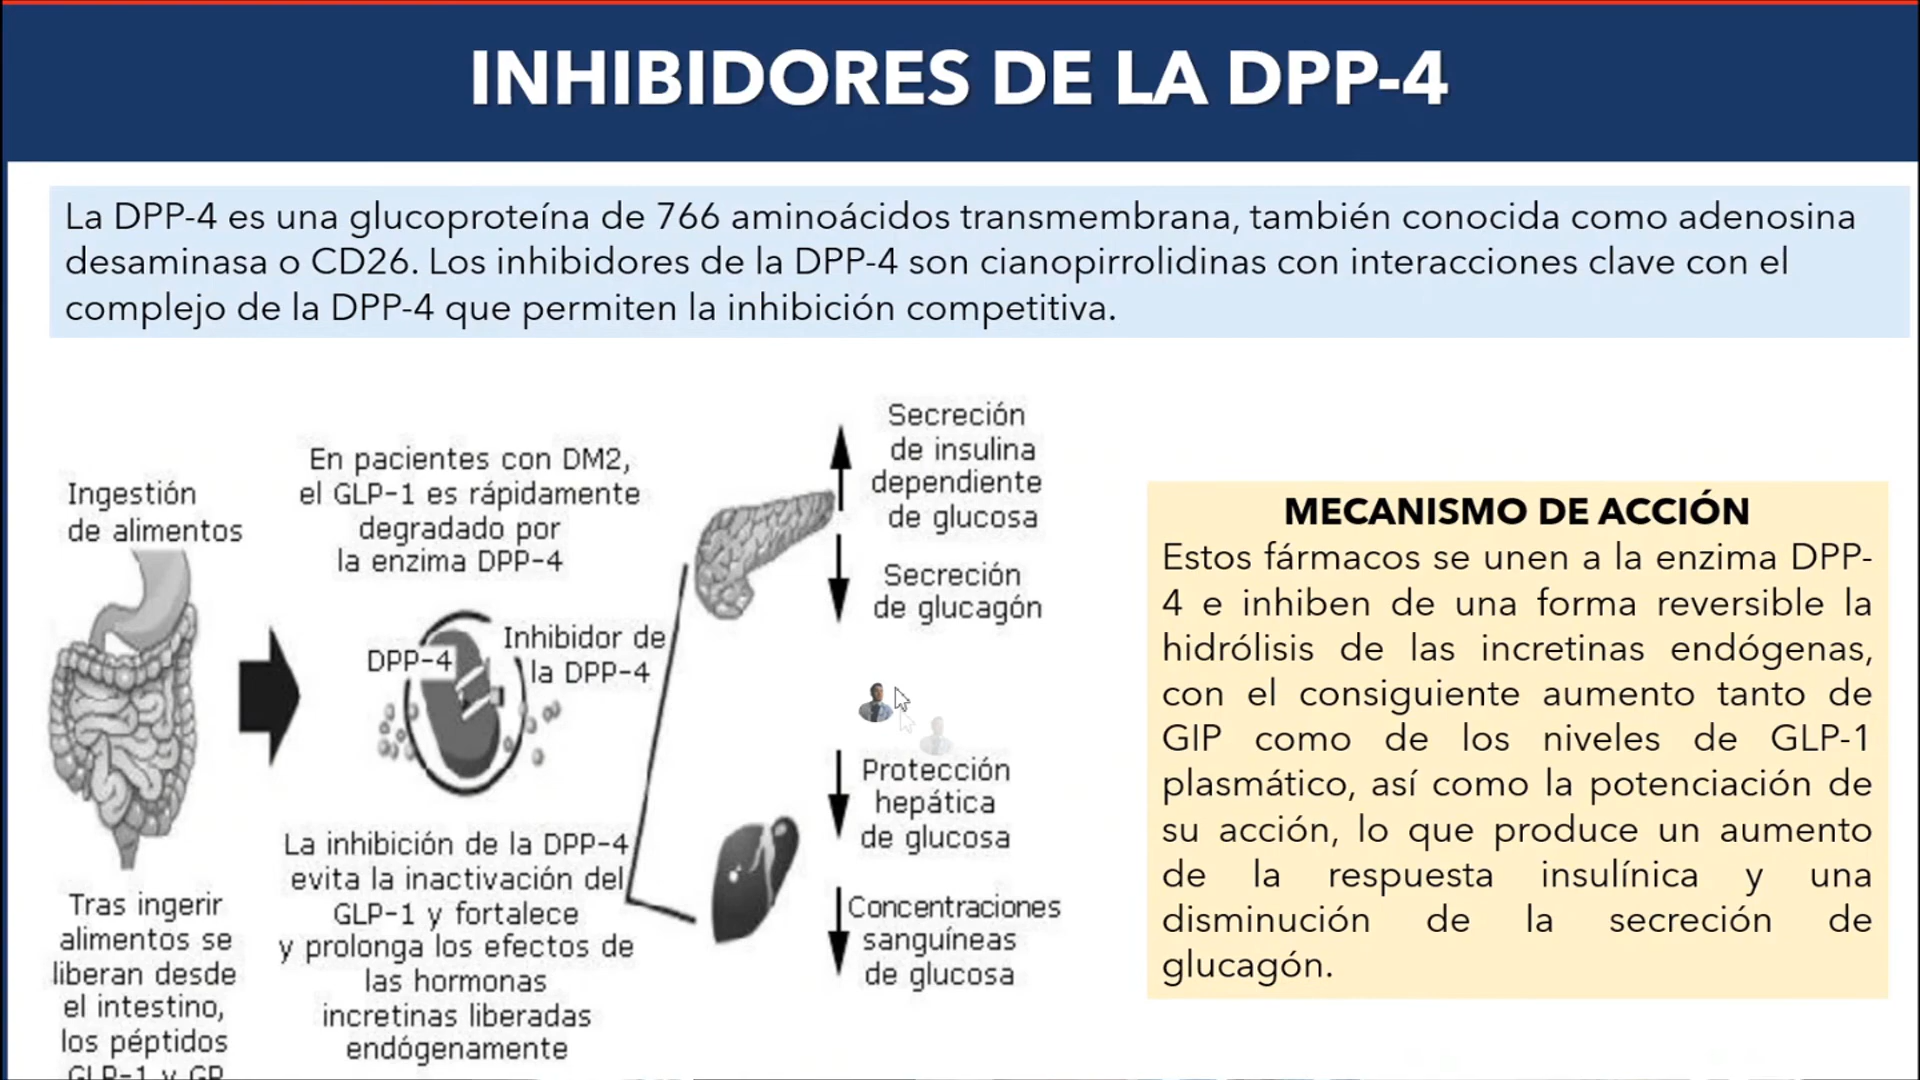 INHIBIDORES DE LA DPP-4
La DPP-4 es una glucoproteína de 766 aminoácidos transmembrana, también conocida como adenosina
desaminasa o CD26. Los inhibidores de la DPP-4 son cianopirrolidinas con interacciones clave con el
complejo de la DPP-4 que permiten la inhibición competitiva.
Ingestión
de alimentos
Tras ingerir
alimentos se
liberan desde
el intestino,
los péptidos
GLP-1 y GP
En pacientes con DM2,
el GLP-1 es rápidamente
degradado por
la enzima DPP-4
DPP-4
Inhibidor de
la DPP-4
La inhibición de la DPP-4
evita la inactivación del
GLP-1 y fortalece
y prolonga los efectos de
las hormonas
incretinas liberadas
endógenamente
Secreción
de insulina
dependiente
de glucosa
Secreción
de glucagón
Protección
hepática
de glucosa
Concentraciones
sanguíneas
de glucosa
MECANISMO DE ACCIÓN
Estos fármacos se unen a la enzima DPP-
4 e inhiben de una forma reversible la
hidrólisis de las incretinas endógenas,
con el consiguiente aumento tanto de
GIP como de los niveles de GLP-1
plasmático, así como la potenciación de
su acción, lo que produce un aumento
de la respuesta insulínica y una
disminución de la secreción de
glucagón.